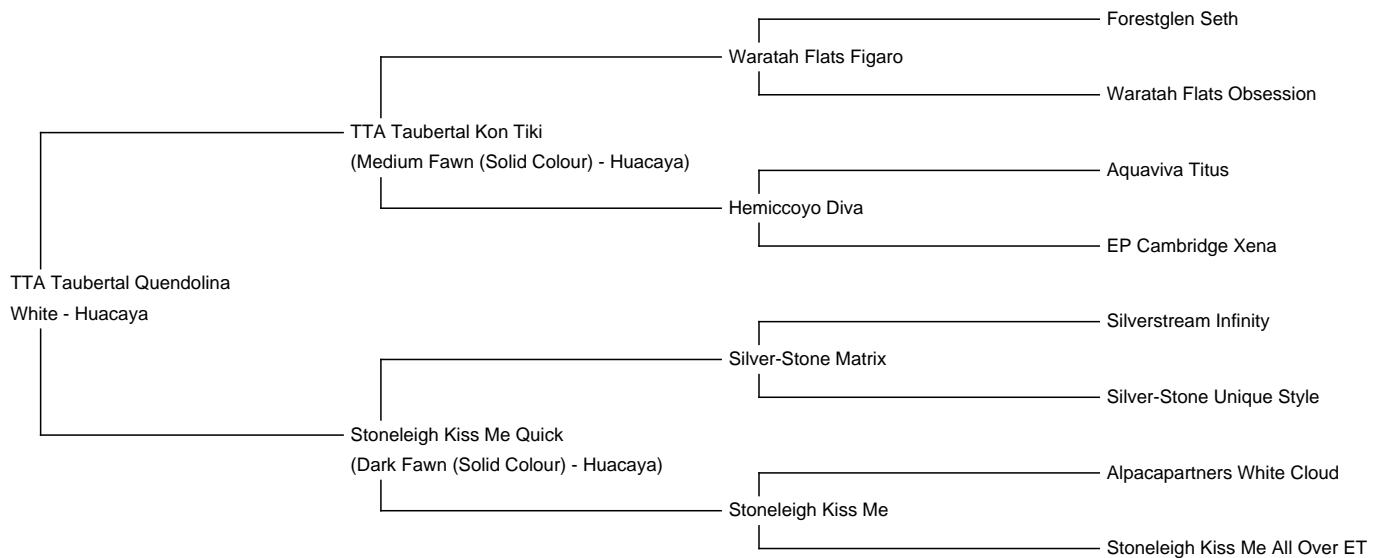 Forestglen Seth
Waratah Flats Figaro
Waratah Flats Obsession
TTA Taubertal Kon Tiki
(Medium Fawn (Solid Colour) - Huacaya)
Aquaviva Titus
Hemiccoyo Diva
EP Cambridge Xena
TTA Taubertal Quendolina
White - Huacaya
Silverstream Infinity
Silver-Stone Matrix
Silver-Stone Unique Style
Stoneleigh Kiss Me Quick
(Dark Fawn (Solid Colour) - Huacaya)
Alpacapartners White Cloud
Stoneleigh Kiss Me
Stoneleigh Kiss Me All Over ET